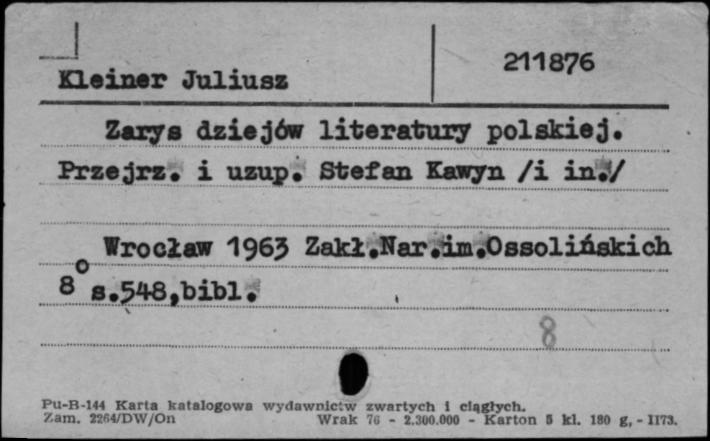 211876
Kleiner Juliusz
Zarys dziejów literatury polskiej.
Przejrz. i uzup. Stefan Kawyn /i in./
Wrocław 1963 Zakł.Nar.im.Ossolińskich
8° s.548,bibl.
8
Pu-B-144 Karta katalogowa wydawnictw zwartych i ciągłych.
Zam. 2264/DW/On Wrak 76 - 2.300.000 - Karton 5 kl. 180 g, - II73.